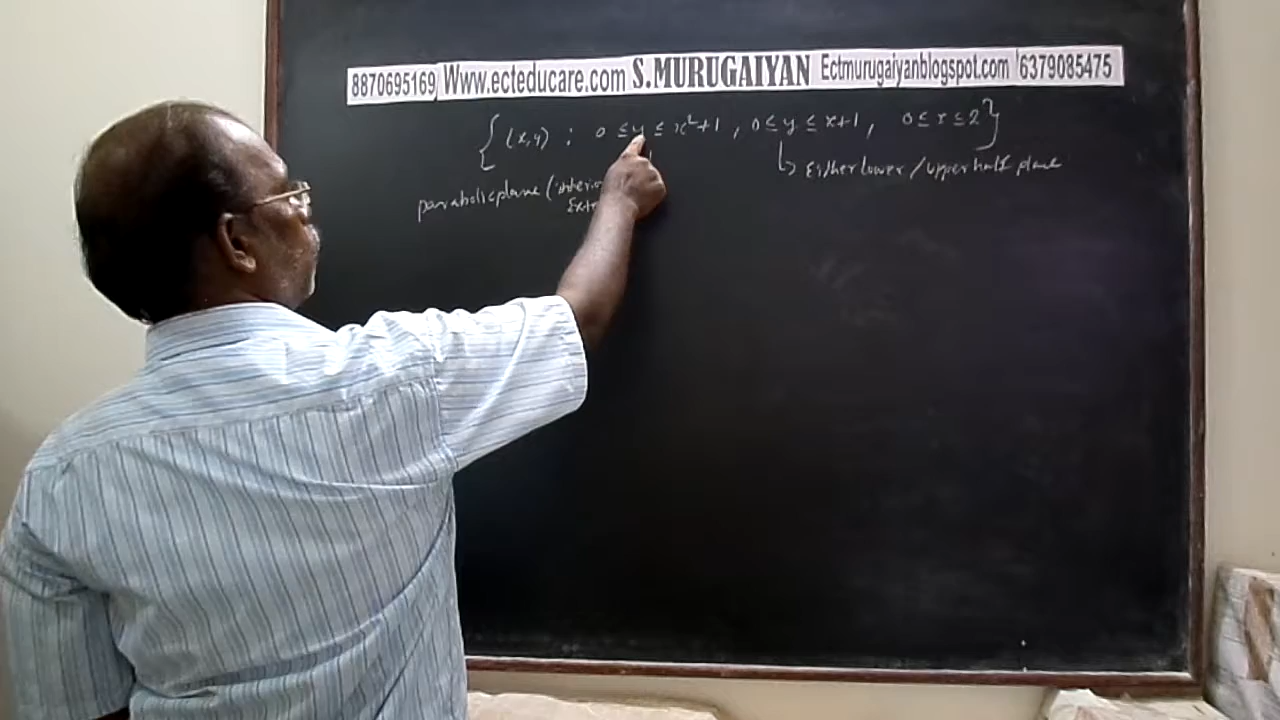 8870695169 Www.ecteducare.com S.MURUGAIYAN Ectmurugaiyanblogspot.com 6379085475
{(x,y) : 0 ≤ y ≤ x²+1, 0 ≤ y ≤ x+1, 0 ≤ x ≤ 2}
↳ Either lower / upper half plane
parabolic plane (